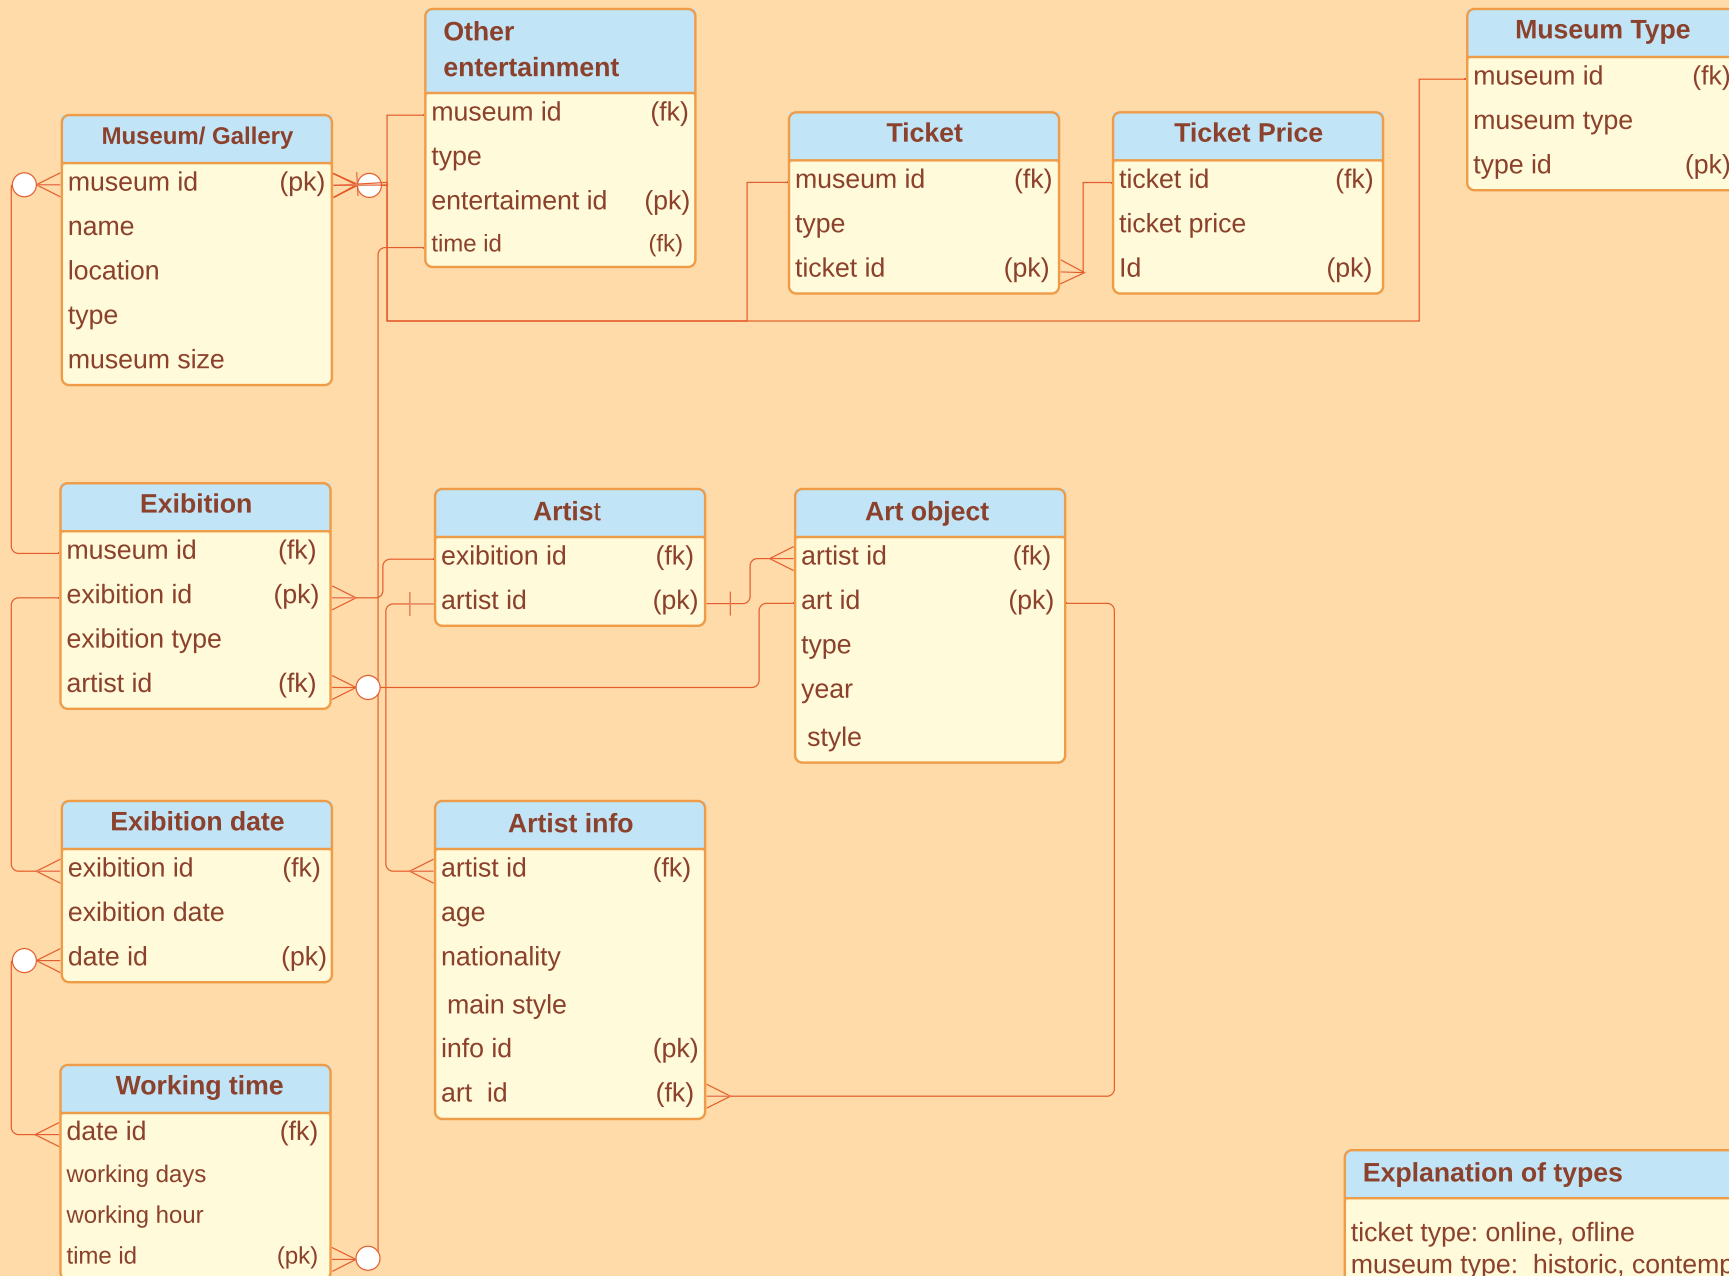 Other
entertainment
museum id (fk)
type
entertaiment id (pk)
time id (fk)
Museum Type
museum id (fk)
museum type
type id (pk)
Museum/ Gallery
museum id (pk)
name
location
type
museum size
Ticket
museum id (fk)
type
ticket id (pk)
Ticket Price
ticket id (fk)
ticket price
Id (pk)
Exibition
museum id (fk)
exibition id (pk)
exibition type
artist id (fk)
Artist
exibition id (fk)
artist id (pk)
Art object
artist id (fk)
art id (pk)
type
year
style
Exibition date
exibition id (fk)
exibition date
date id (pk)
Artist info
artist id (fk)
age
nationality
main style
info id (pk)
art id (fk)
Working time
date id (fk)
working days
working hour
time id (pk)
Explanation of types
ticket type: online, ofline
museum type: historic, contemp